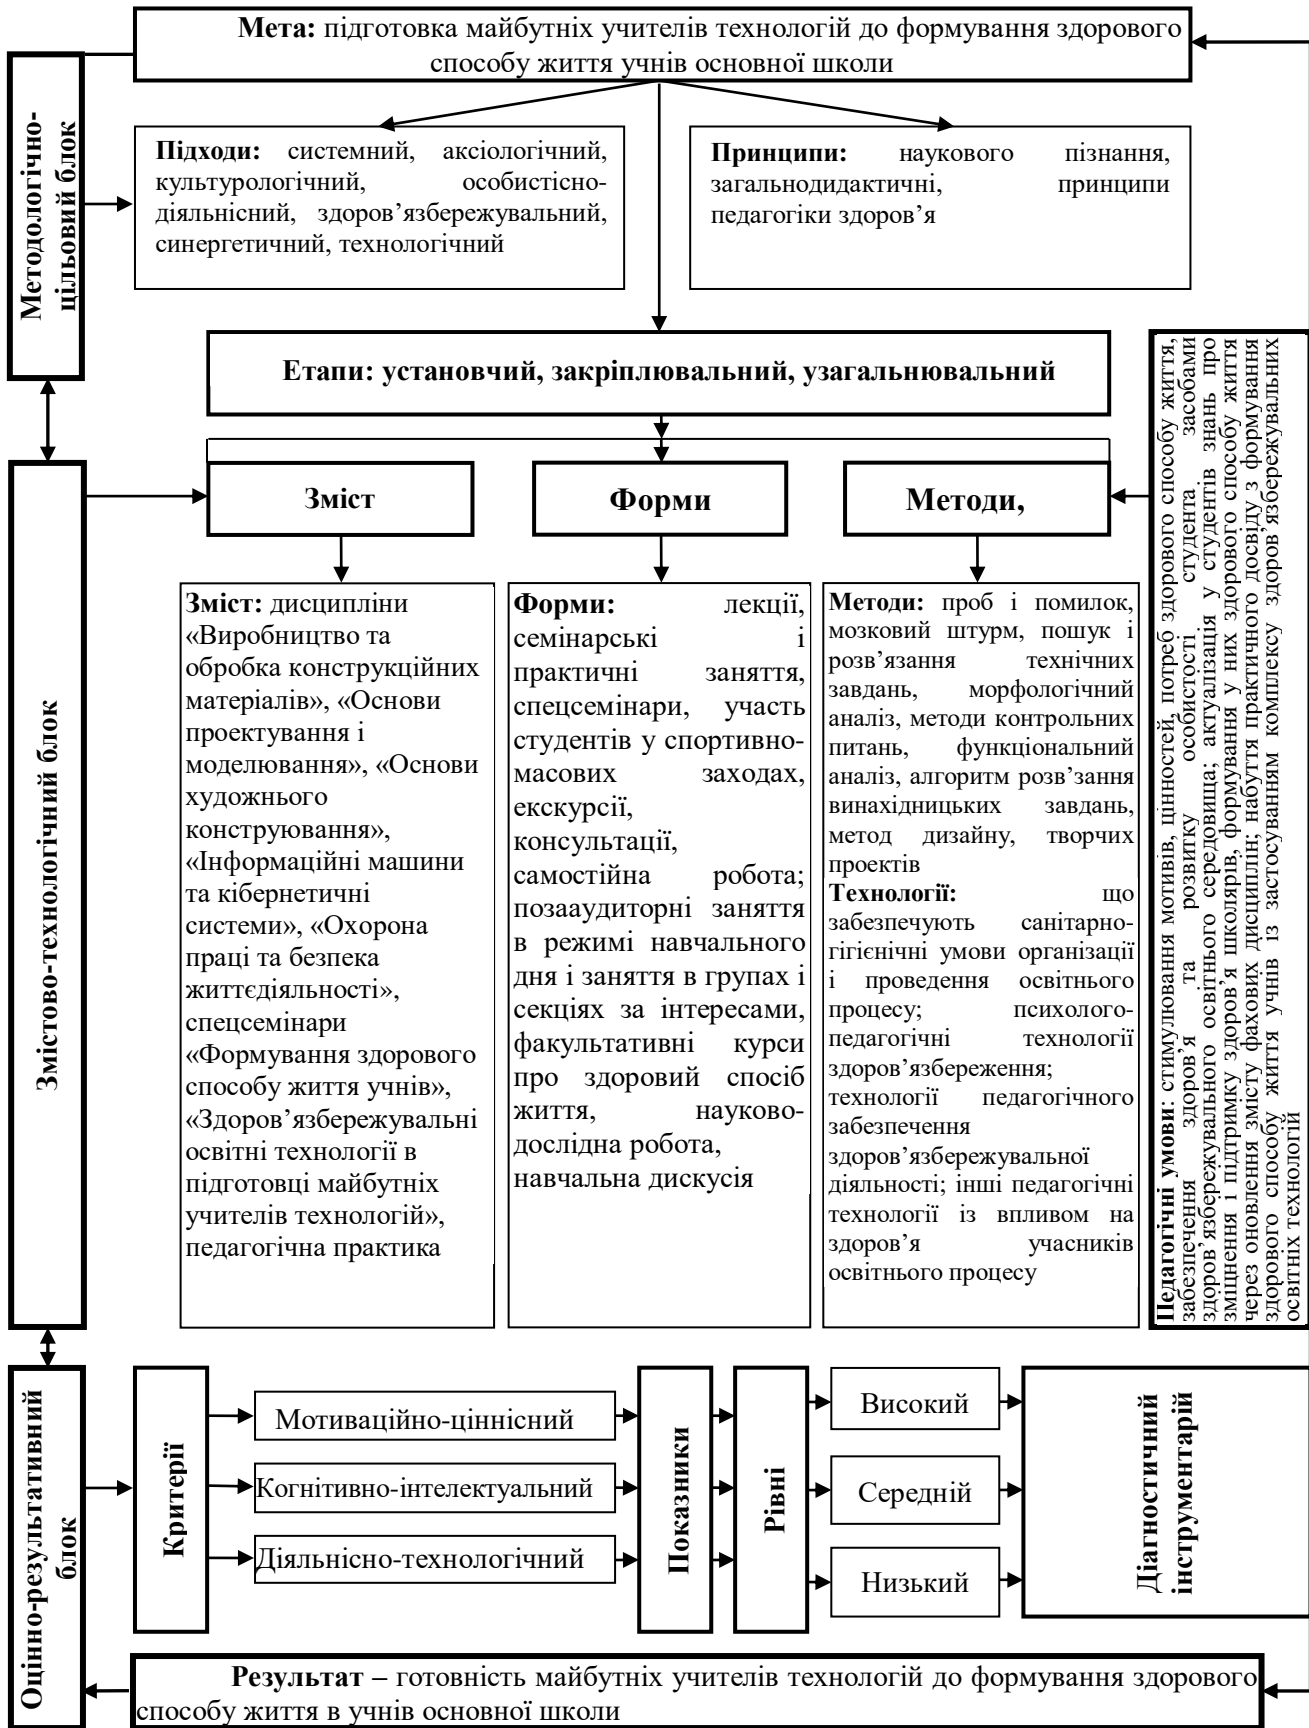 Мета: підготовка майбутніх учителів технологій до формування здорового
способу життя учнів основної школи
Методологічно-
цільовий блок
Підходи: системний, аксіологічний,
культурологічний, особистісно-
діяльнісний, здоров’язбережувальний,
синергетичний, технологічний
Принципи: наукового пізнання,
загальнодидактичні, принципи
педагогіки здоров’я
Етапи: установчий, закріплювальний, узагальнювальний
Змістово-технологічний блок
Зміст
Форми
Методи,
Зміст: дисципліни
«Виробництво та
обробка конструкційних
матеріалів», «Основи
проектування і
моделювання», «Основи
художнього
конструювання»,
«Інформаційні машини
та кібернетичні
системи», «Охорона
праці та безпека
життєдіяльності»,
спецсемінари
«Формування здорового
способу життя учнів»,
«Здоров’язбережувальні
освітні технології в
підготовці майбутніх
учителів технологій»,
педагогічна практика
Форми: лекції,
семінарські і
практичні заняття,
спецсемінари, участь
студентів у спортивно-
масових заходах,
екскурсії,
консультації,
самостійна робота;
позааудиторні заняття
в режимі навчального
дня і заняття в групах і
секціях за інтересами,
факультативні курси
про здоровий спосіб
життя, науково-
дослідна робота,
навчальна дискусія
Методи: проб і помилок,
мозковий штурм, пошук і
розв’язання технічних
завдань, морфологічний
аналіз, методи контрольних
питань, функціональний
аналіз, алгоритм розв’зання
винахідницьких завдань,
метод дизайну, творчих
проектів
Технології: що
забезпечують санітарно-
гігієнічні умови організації
і проведення освітнього
процесу; психолого-
педагогічні технології
здоров’язбереження;
технології педагогічного
забезпечення
здоров’язбережувальної
діяльності; інші педагогічні
технології із впливом на
здоров’я учасників
освітнього процесу
Педагогічні умови: стимулювання мотивів, цінностей, потреб здорового способу життя,
забезпечення здоров’я та розвитку особистості студента засобами
здоров’язбережувального освітнього середовища; актуалізація у студентів знань про
зміцнення і підтримку здоров’я школярів, формування у них здорового способу життя
через оновлення змісту фахових дисциплін; набуття практичного досвіду з формування
здорового способу життя учнів із застосуванням комплексу здоров’язбережувальних
освітніх технологій
Оцінно-результативний
блок
Критерії
Мотиваційно-ціннісний
Когнитивно-інтелектуальний
Діяльнісно-технологічний
Показники
Рівні
Високий
Середній
Низький
Діагностичний
інструментарій
Результат – готовність майбутніх учителів технологій до формування здорового
способу життя в учнів основної школи